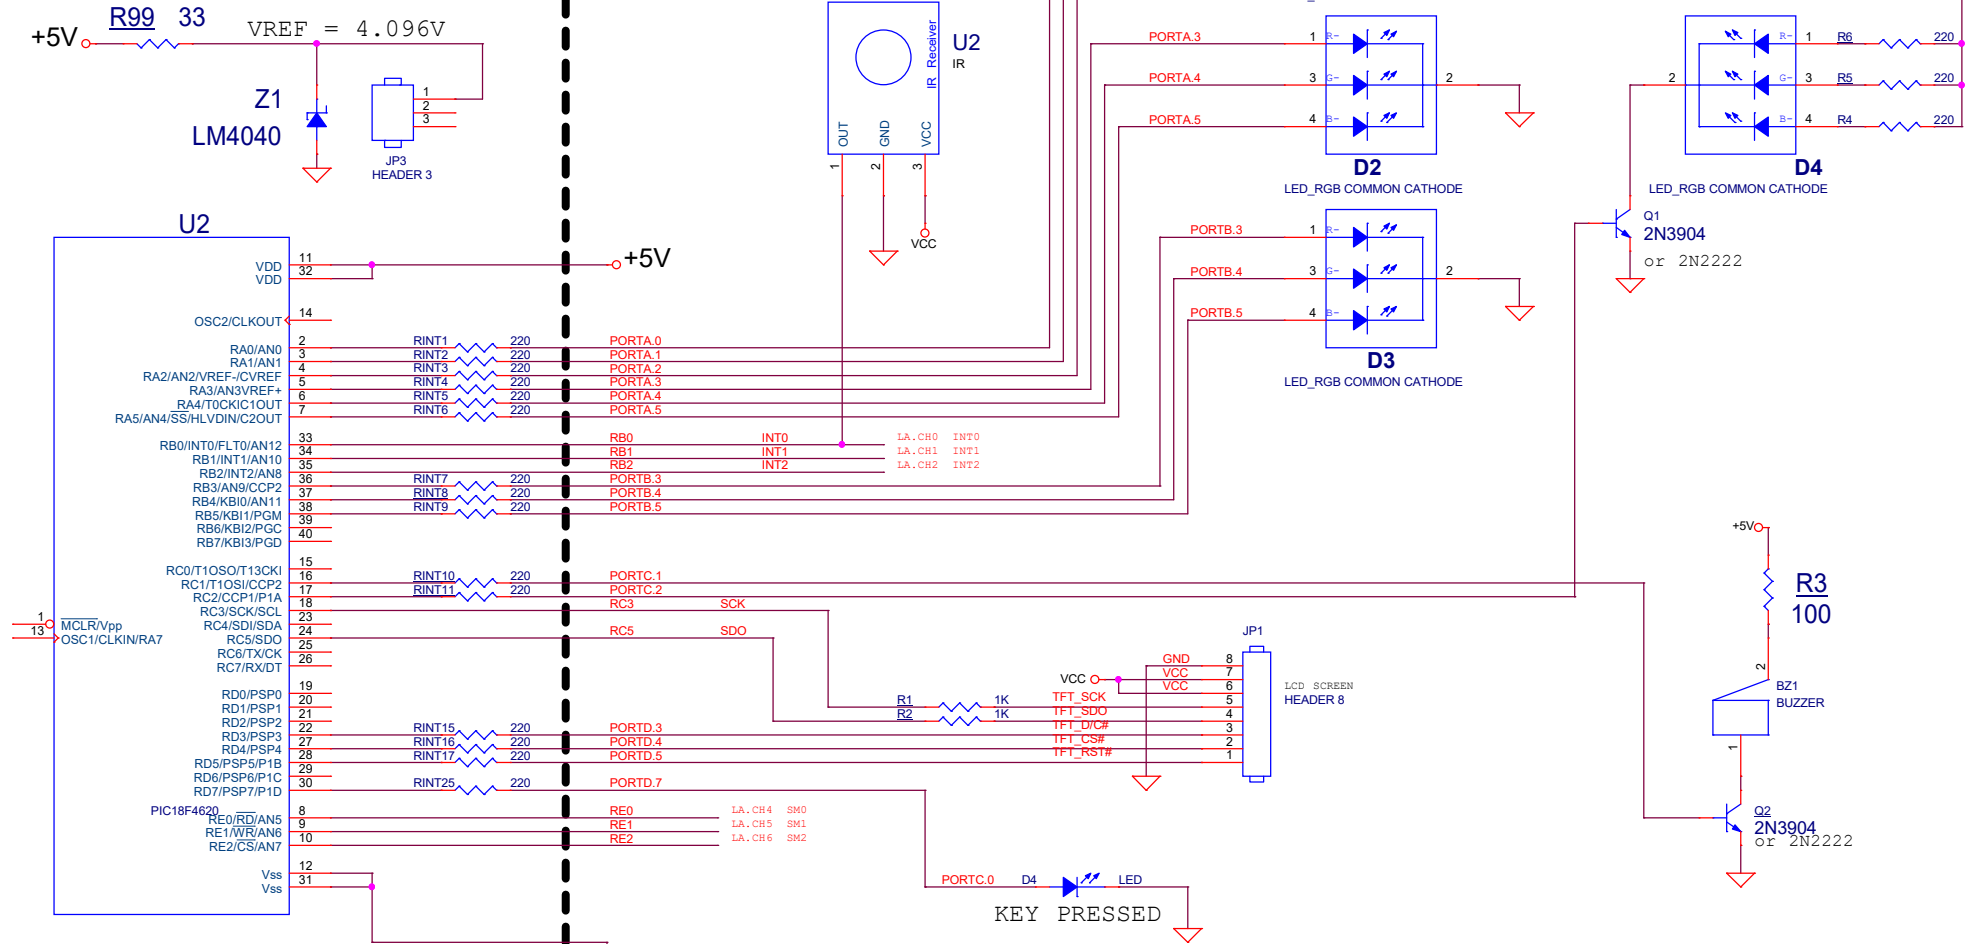 R99 33
VREF = 4.096V
+5V
Z1
LM4040
1
2
3
JP3
HEADER 3
IR Receiver
U2
IR
OUT
GND
VCC
1
2
3
VCC
PORTA.3
1
R-
PORTA.4
3
G-
2
PORTA.5
4
B-
D2
LED_RGB COMMON CATHODE
PORTB.3
1
R-
PORTB.4
3
G-
2
PORTB.5
4
B-
D3
LED_RGB COMMON CATHODE
R- 1 R6 220
2 G- 3 R5 220
B- 4 R4 220
D4
LED_RGB COMMON CATHODE
Q1
2N3904
or 2N2222
U2
VDD 11
VDD 32
+5V
OSC2/CLKOUT 14
RA0/AN0 2 RINT1 220 PORTA.0
RA1/AN1 3 RINT2 220 PORTA.1
RA2/AN2/VREF-/CVREF 4 RINT3 220 PORTA.2
RA3/AN3VREF+ 5 RINT4 220 PORTA.3
RA4/T0CKIC1OUT 6 RINT5 220 PORTA.4
RA5/AN4/SS/HLVDIN/C2OUT 7 RINT6 220 PORTA.5
RB0/INT0/FLT0/AN12 33 RB0 INT0 LA.CH0 INT0
RB1/INT1/AN10 34 RB1 INT1 LA.CH1 INT1
RB2/INT2/AN8 35 RB2 INT2 LA.CH2 INT2
RB3/AN9/CCP2 36 RINT7 220 PORTB.3
RB4/KBI0/AN11 37 RINT8 220 PORTB.4
RB5/KBI1/PGM 38 RINT9 220 PORTB.5
RB6/KBI2/PGC 39
RB7/KBI3/PGD 40
RC0/T1OSO/T13CKI 15
RC1/T1OSI/CCP2 16 RINT10 220 PORTC.1
RC2/CCP1/P1A 17 RINT11 220 PORTC.2
RC3/SCK/SCL 18 RC3 SCK
RC4/SDI/SDA 23
RC5/SDO 24 RC5 SDO
RC6/TX/CK 25
RC7/RX/DT 26
1 MCLR/Vpp
13 OSC1/CLKIN/RA7
RD0/PSP0 19
RD1/PSP1 20
RD2/PSP2 21
RD3/PSP3 22 RINT15 220 PORTD.3
RD4/PSP4 27 RINT16 220 PORTD.4
RD5/PSP5/P1B 28 RINT17 220 PORTD.5
RD6/PSP6/P1C 29
RD7/PSP7/P1D 30 RINT25 220 PORTD.7
PIC18F4620
RE0/RD/AN5 8 RE0 LA.CH4 SM0
RE1/WR/AN6 9 RE1 LA.CH5 SM1
RE2/CS/AN7 10 RE2 LA.CH6 SM2
Vss 12
Vss 31
JP1
GND 8
VCC VCC 7
VCC 6
R1 1K TFT_SCK 5
R2 1K TFT_SDO 4
TFT_D/C# 3
TFT_CS# 2
TFT_RST# 1
LCD SCREEN
HEADER 8
+5V
R3
100
2
BZ1
BUZZER
1
Q2
2N3904
or 2N2222
PORTC.0 D4 LED
KEY PRESSED